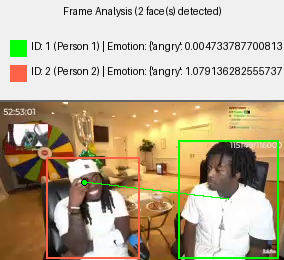 Frame Analysis (2 face(s) detected)
ID: 1 (Person 1) | Emotion: {'angry': 0.004733787700813
ID: 2 (Person 2) | Emotion: {'angry': 1.079136282555737
52:53:01